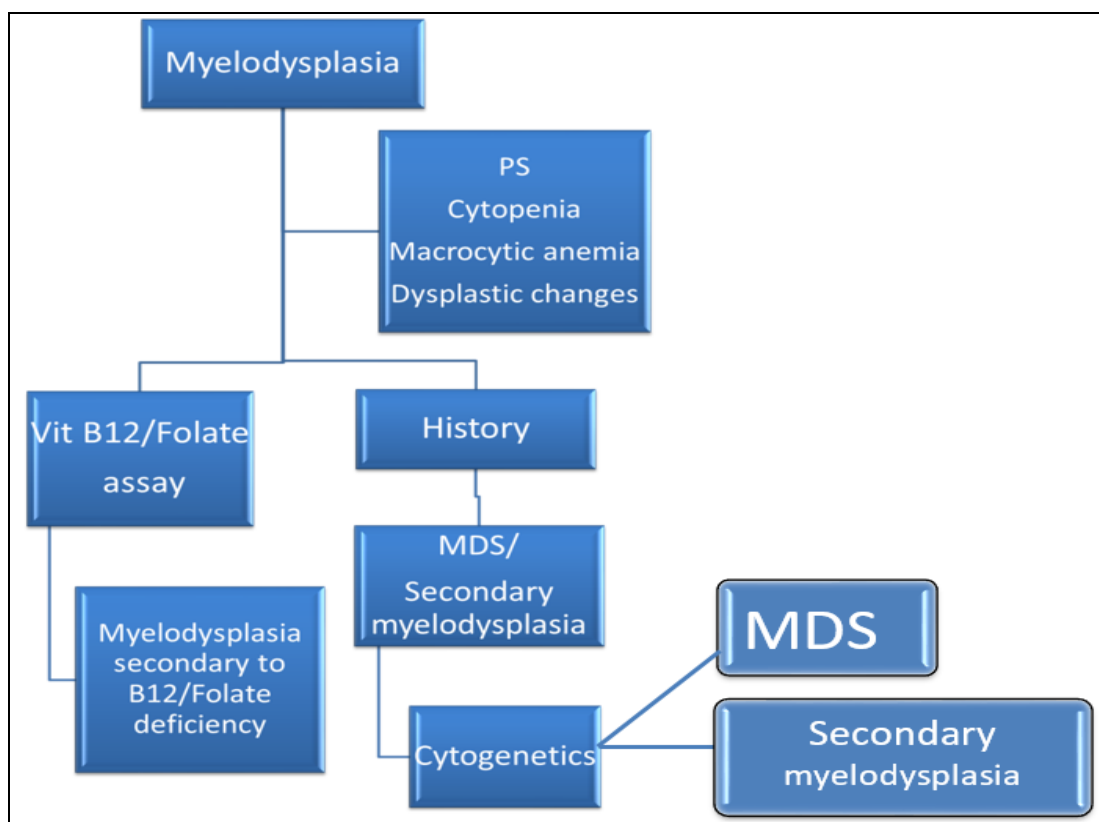 Myelodysplasia
PS
Cytopenia
Macrocytic anemia
Dysplastic changes
Vit B12/Folate
assay
History
Myelodysplasia
secondary to
B12/Folate
deficiency
MDS/
Secondary
myelodysplasia
Cytogenetics
MDS
Secondary
myelodysplasia